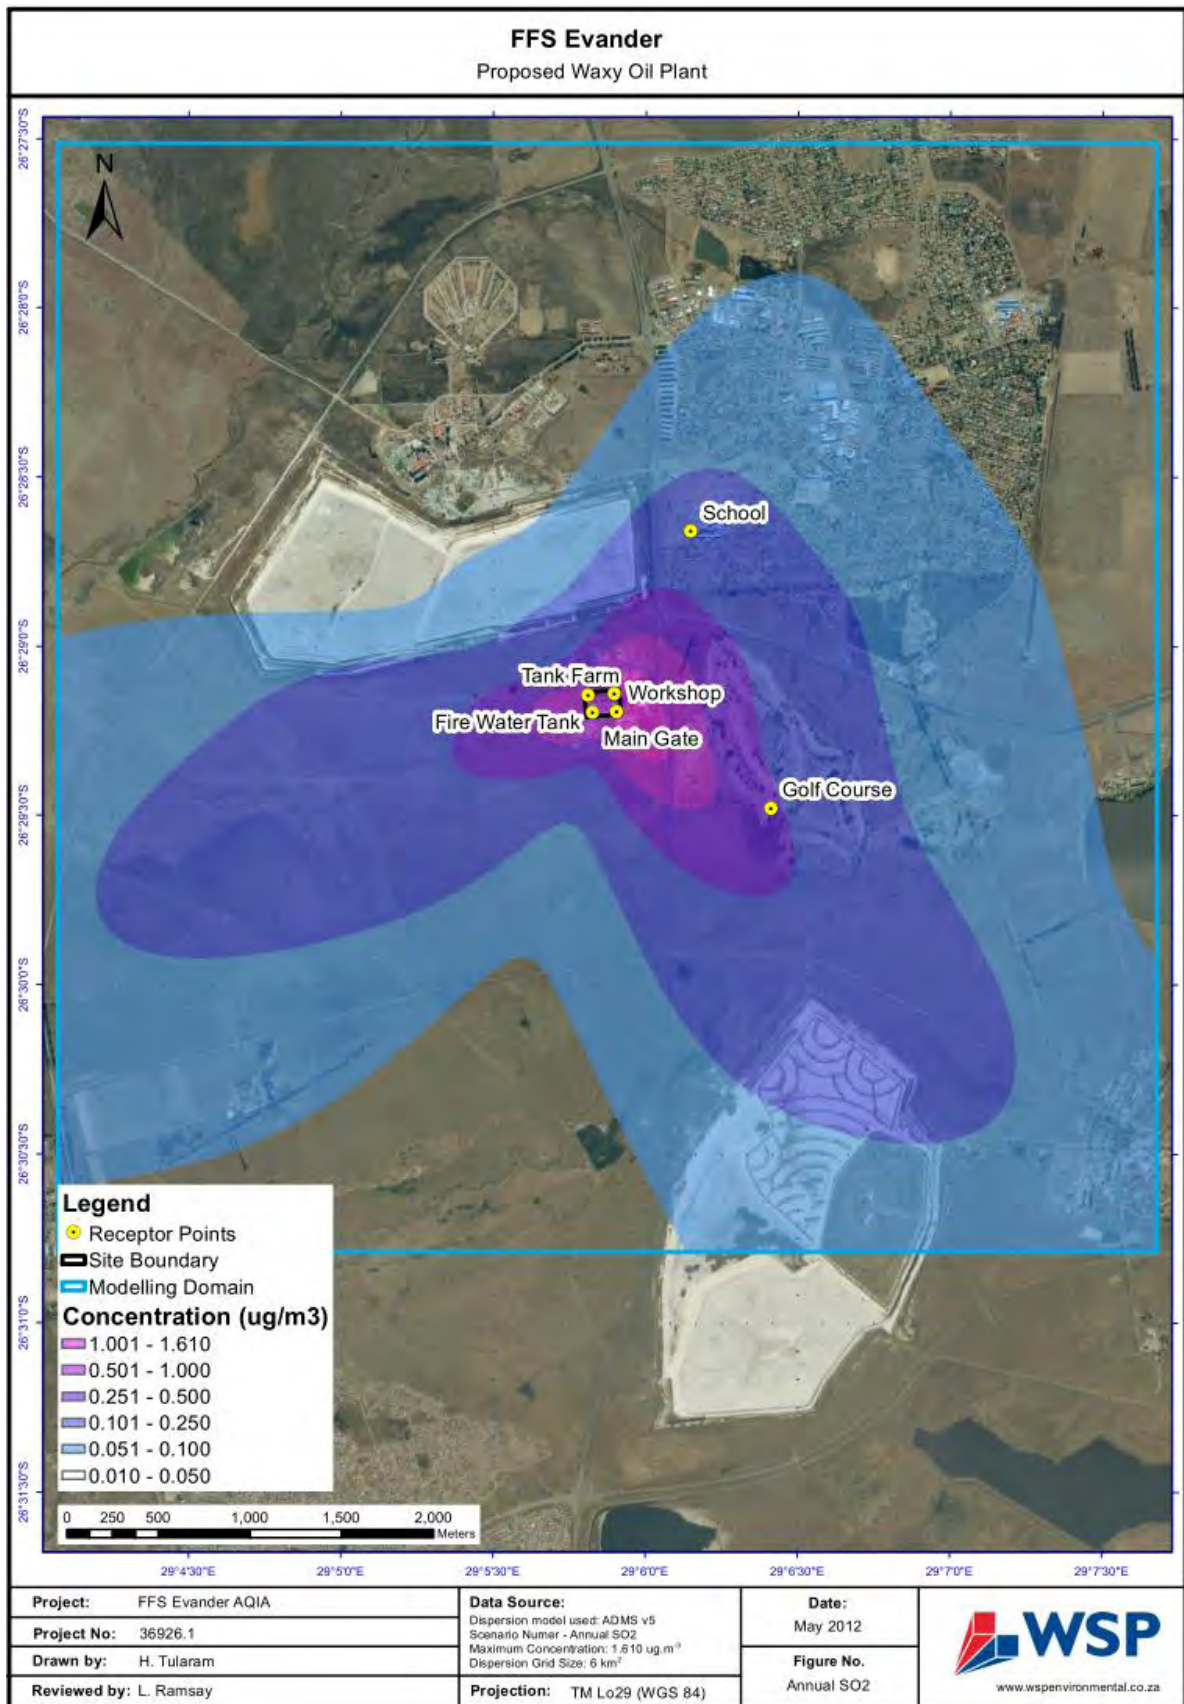 FFS Evander
Proposed Waxy Oil Plant
26°27'30"S
26°28'0"S
26°28'30"S
26°29'0"S
26°29'30"S
26°30'0"S
26°30'30"S
26°31'0"S
26°31'30"S
N
School
Tank Farm
Workshop
Fire Water Tank
Main Gate
Golf Course
Legend
Receptor Points
Site Boundary
Modelling Domain
Concentration (ug/m3)
1.001 - 1.610
0.501 - 1.000
0.251 - 0.500
0.101 - 0.250
0.051 - 0.100
0.010 - 0.050
0 250 500 1,000 1,500 2,000
Meters
29°4'30"E 29°5'0"E 29°5'30"E 29°6'0"E 29°6'30"E 29°7'0"E 29°7'30"E
Project: FFS Evander AQIA
Project No: 36926.1
Drawn by: H. Tularam
Reviewed by: L. Ramsay
Data Source:
Dispersion model used: ADMS v5
Scenario Numer - Annual SO2
Maximum Concentration: 1.610 ug.m⁻³
Dispersion Grid Size: 6 km²
Projection: TM Lo29 (WGS 84)
Date:
May 2012
Figure No.
Annual SO2
WSP
www.wspenvironmental.co.za